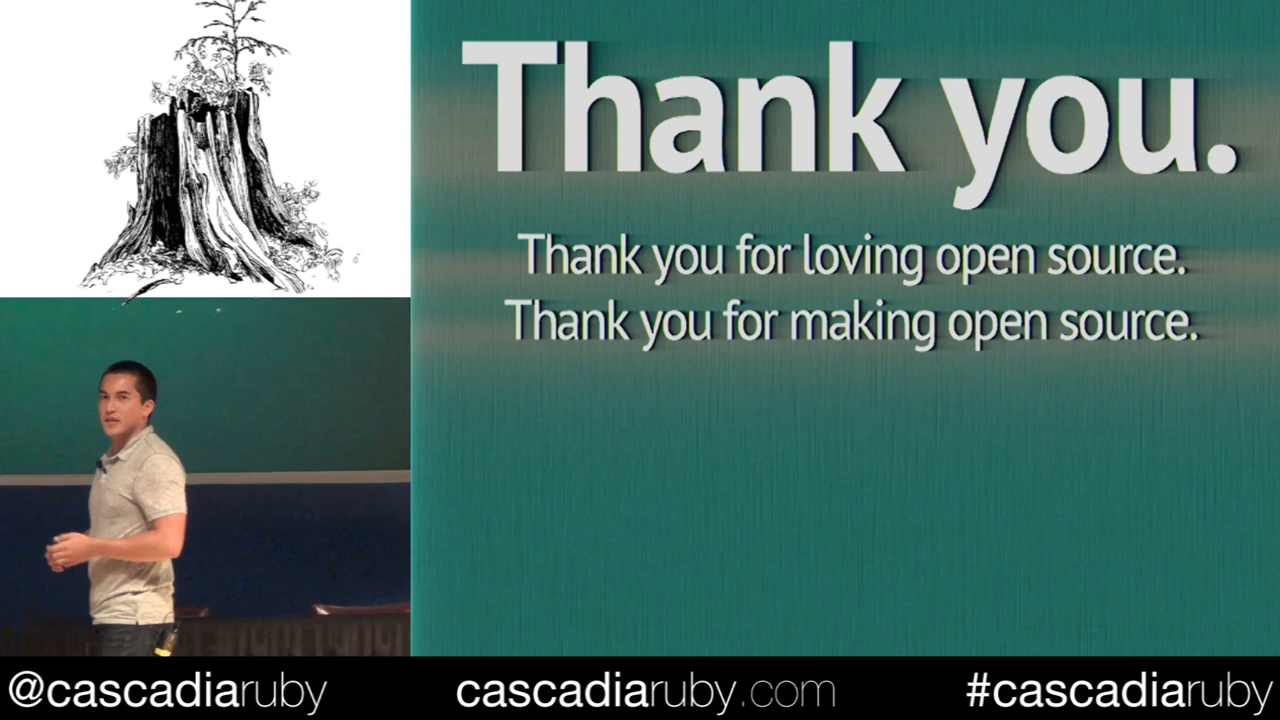 Thank you.
Thank you for loving open source.
Thank you for making open source.
@cascadiaruby
cascadiaruby.com
#cascadiaruby